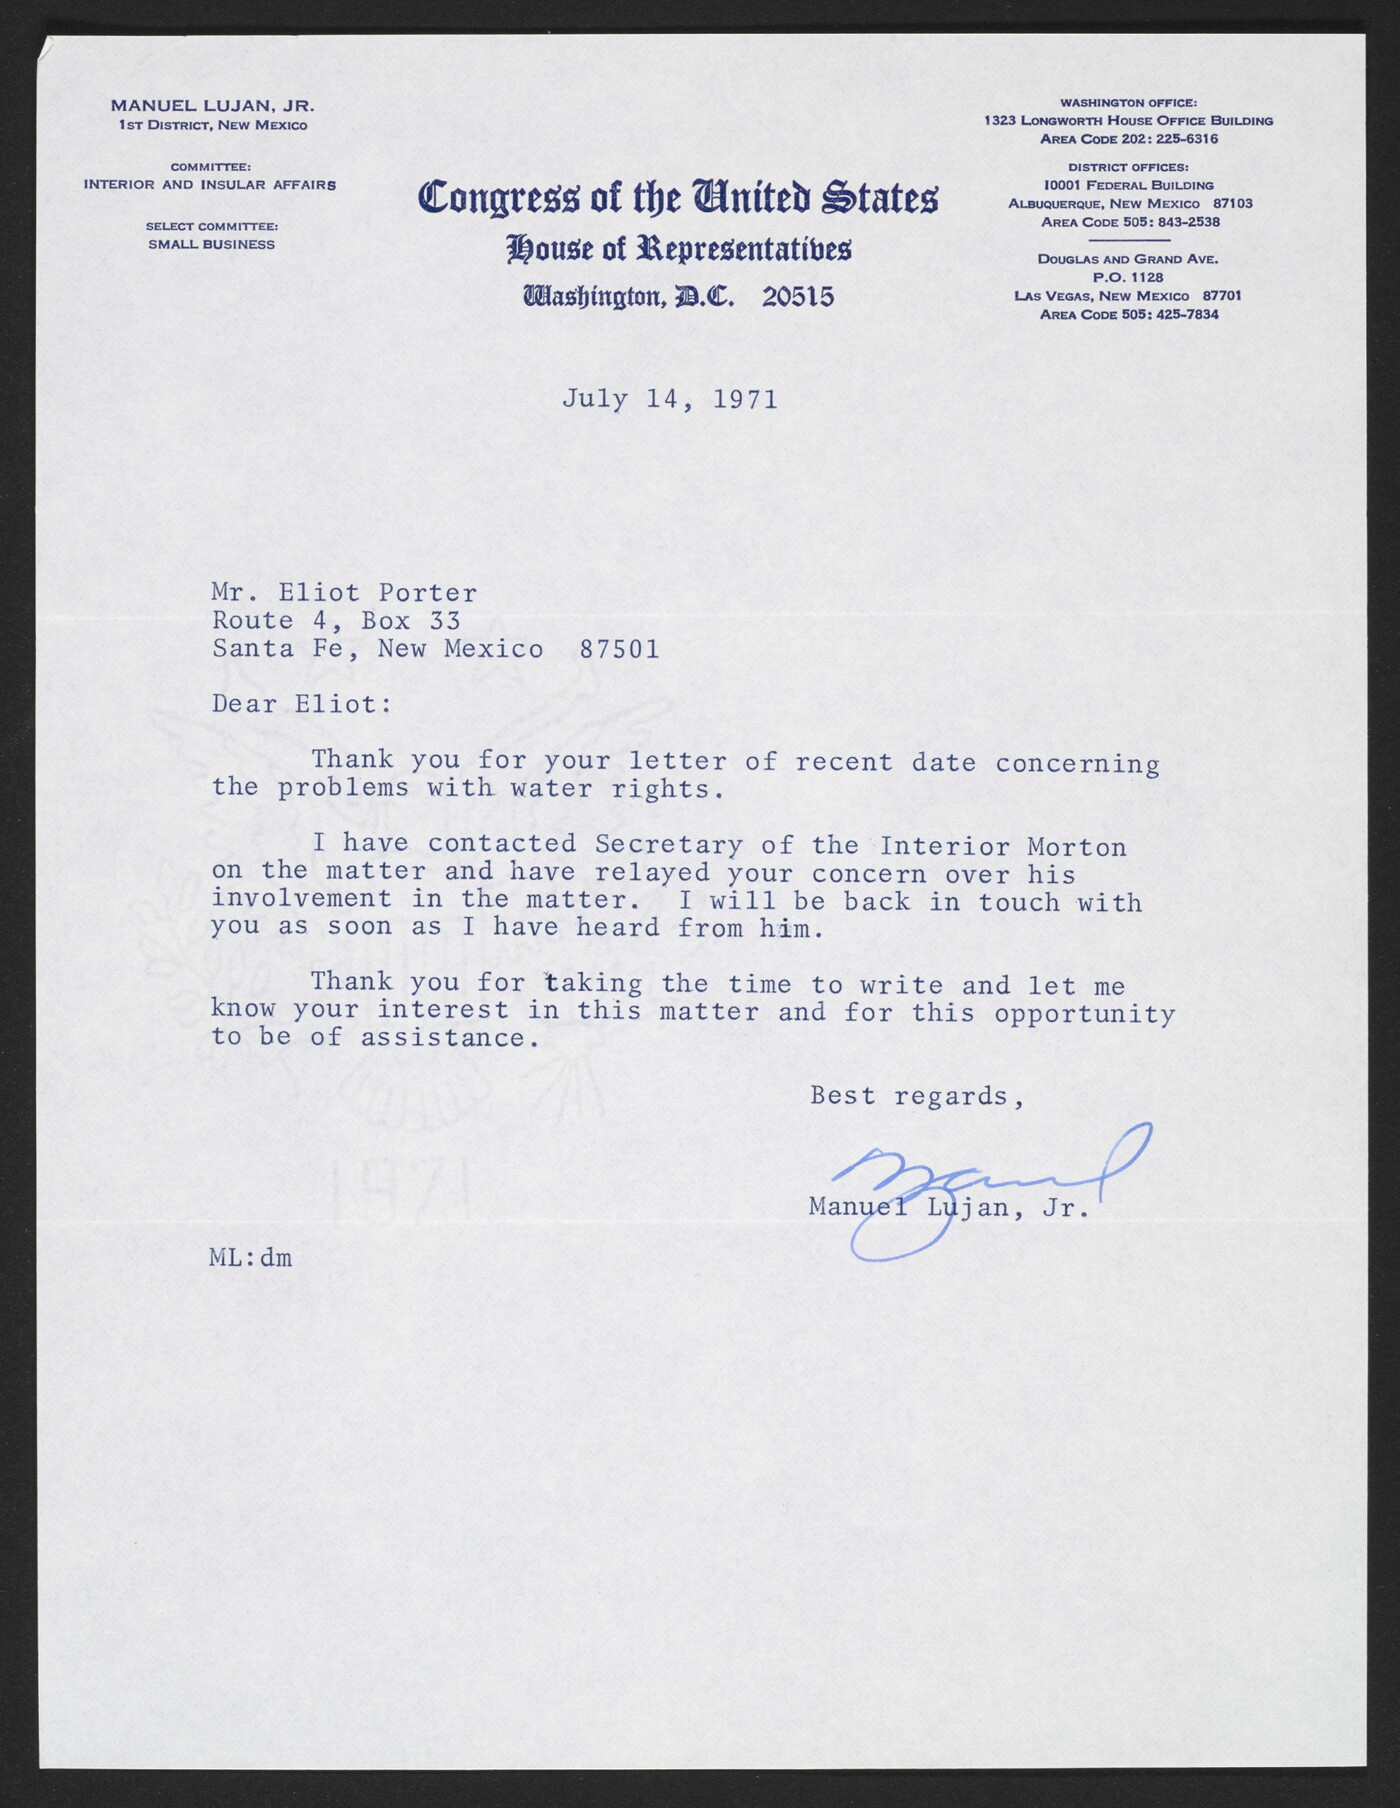 MANUEL LUJAN, JR.
1ST DISTRICT, NEW MEXICO
COMMITTEE:
INTERIOR AND INSULAR AFFAIRS
SELECT COMMITTEE:
SMALL BUSINESS
Congress of the United States
House of Representatives
Washington, D.C. 20515
WASHINGTON OFFICE:
1323 LONGWORTH HOUSE OFFICE BUILDING
AREA CODE 202: 225-6316
DISTRICT OFFICES:
10001 FEDERAL BUILDING
ALBUQUERQUE, NEW MEXICO 87103
AREA CODE 505: 843-2538
DOUGLAS AND GRAND AVE.
P.O. 1128
LAS VEGAS, NEW MEXICO 87701
AREA CODE 505: 425-7834
July 14, 1971
Mr. Eliot Porter
Route 4, Box 33
Santa Fe, New Mexico 87501
Dear Eliot:
Thank you for your letter of recent date concerning
the problems with water rights.
I have contacted Secretary of the Interior Morton
on the matter and have relayed your concern over his
involvement in the matter. I will be back in touch with
you as soon as I have heard from him.
Thank you for taking the time to write and let me
know your interest in this matter and for this opportunity
to be of assistance.
Best regards,
Manuel
Manuel Lujan, Jr.
ML:dm
1971